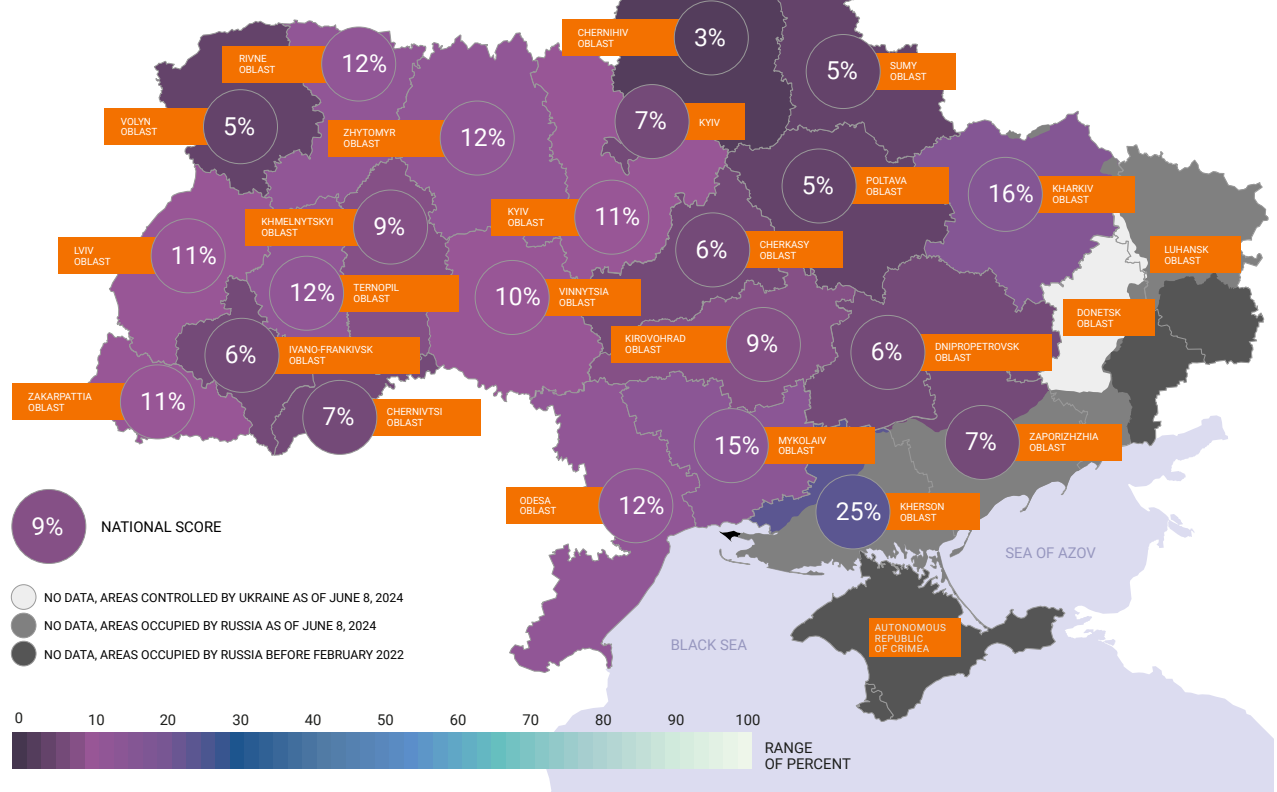 CHERNIHIV
OBLAST
3%
RIVNE
OBLAST
12%
5%
SUMY
OBLAST
VOLYN
OBLAST
5%
ZHYTOMYR
OBLAST
12%
7%
KYIV
5%
POLTAVA
OBLAST
16%
KHARKIV
OBLAST
KHMELNYTSKYI
OBLAST
9%
KYIV
OBLAST
11%
6%
CHERKASY
OBLAST
LVIV
OBLAST
11%
LUHANSK
OBLAST
12%
TERNOPIL
OBLAST
10%
VINNYTSIA
OBLAST
DONETSK
OBLAST
6%
IVANO-FRANKIVSK
OBLAST
KIROVOHRAD
OBLAST
9%
6%
DNIPROPETROVSK
OBLAST
ZAKARPATTIA
OBLAST
11%
7%
CHERNIVTSI
OBLAST
15%
MYKOLAIV
OBLAST
7%
ZAPORIZHZHIA
OBLAST
ODESA
OBLAST
12%
25%
KHERSON
OBLAST
9%
NATIONAL SCORE
SEA OF AZOV
NO DATA, AREAS CONTROLLED BY UKRAINE AS OF JUNE 8, 2024
NO DATA, AREAS OCCUPIED BY RUSSIA AS OF JUNE 8, 2024
NO DATA, AREAS OCCUPIED BY RUSSIA BEFORE FEBRUARY 2022
BLACK SEA
AUTONOMOUS
REPUBLIC
OF CRIMEA
0 10 20 30 40 50 60 70 80 90 100
RANGE
OF PERCENT